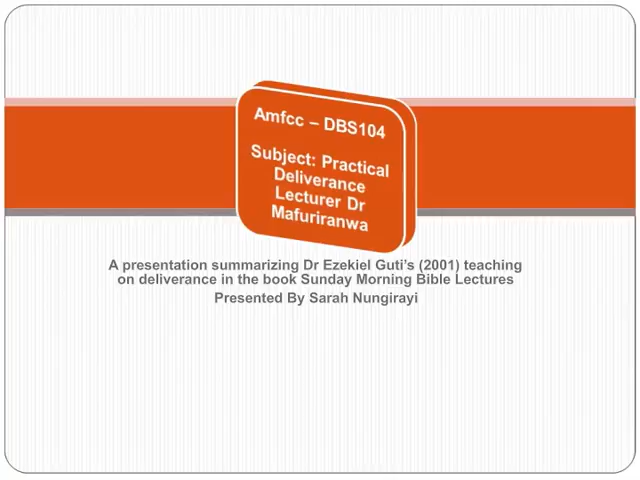 Amfcc – DBS104
Subject: Practical
Deliverance
Lecturer Dr
Mafuriranwa
A presentation summarizing Dr Ezekiel Guti’s (2001) teaching
on deliverance in the book Sunday Morning Bible Lectures
Presented By Sarah Nungirayi